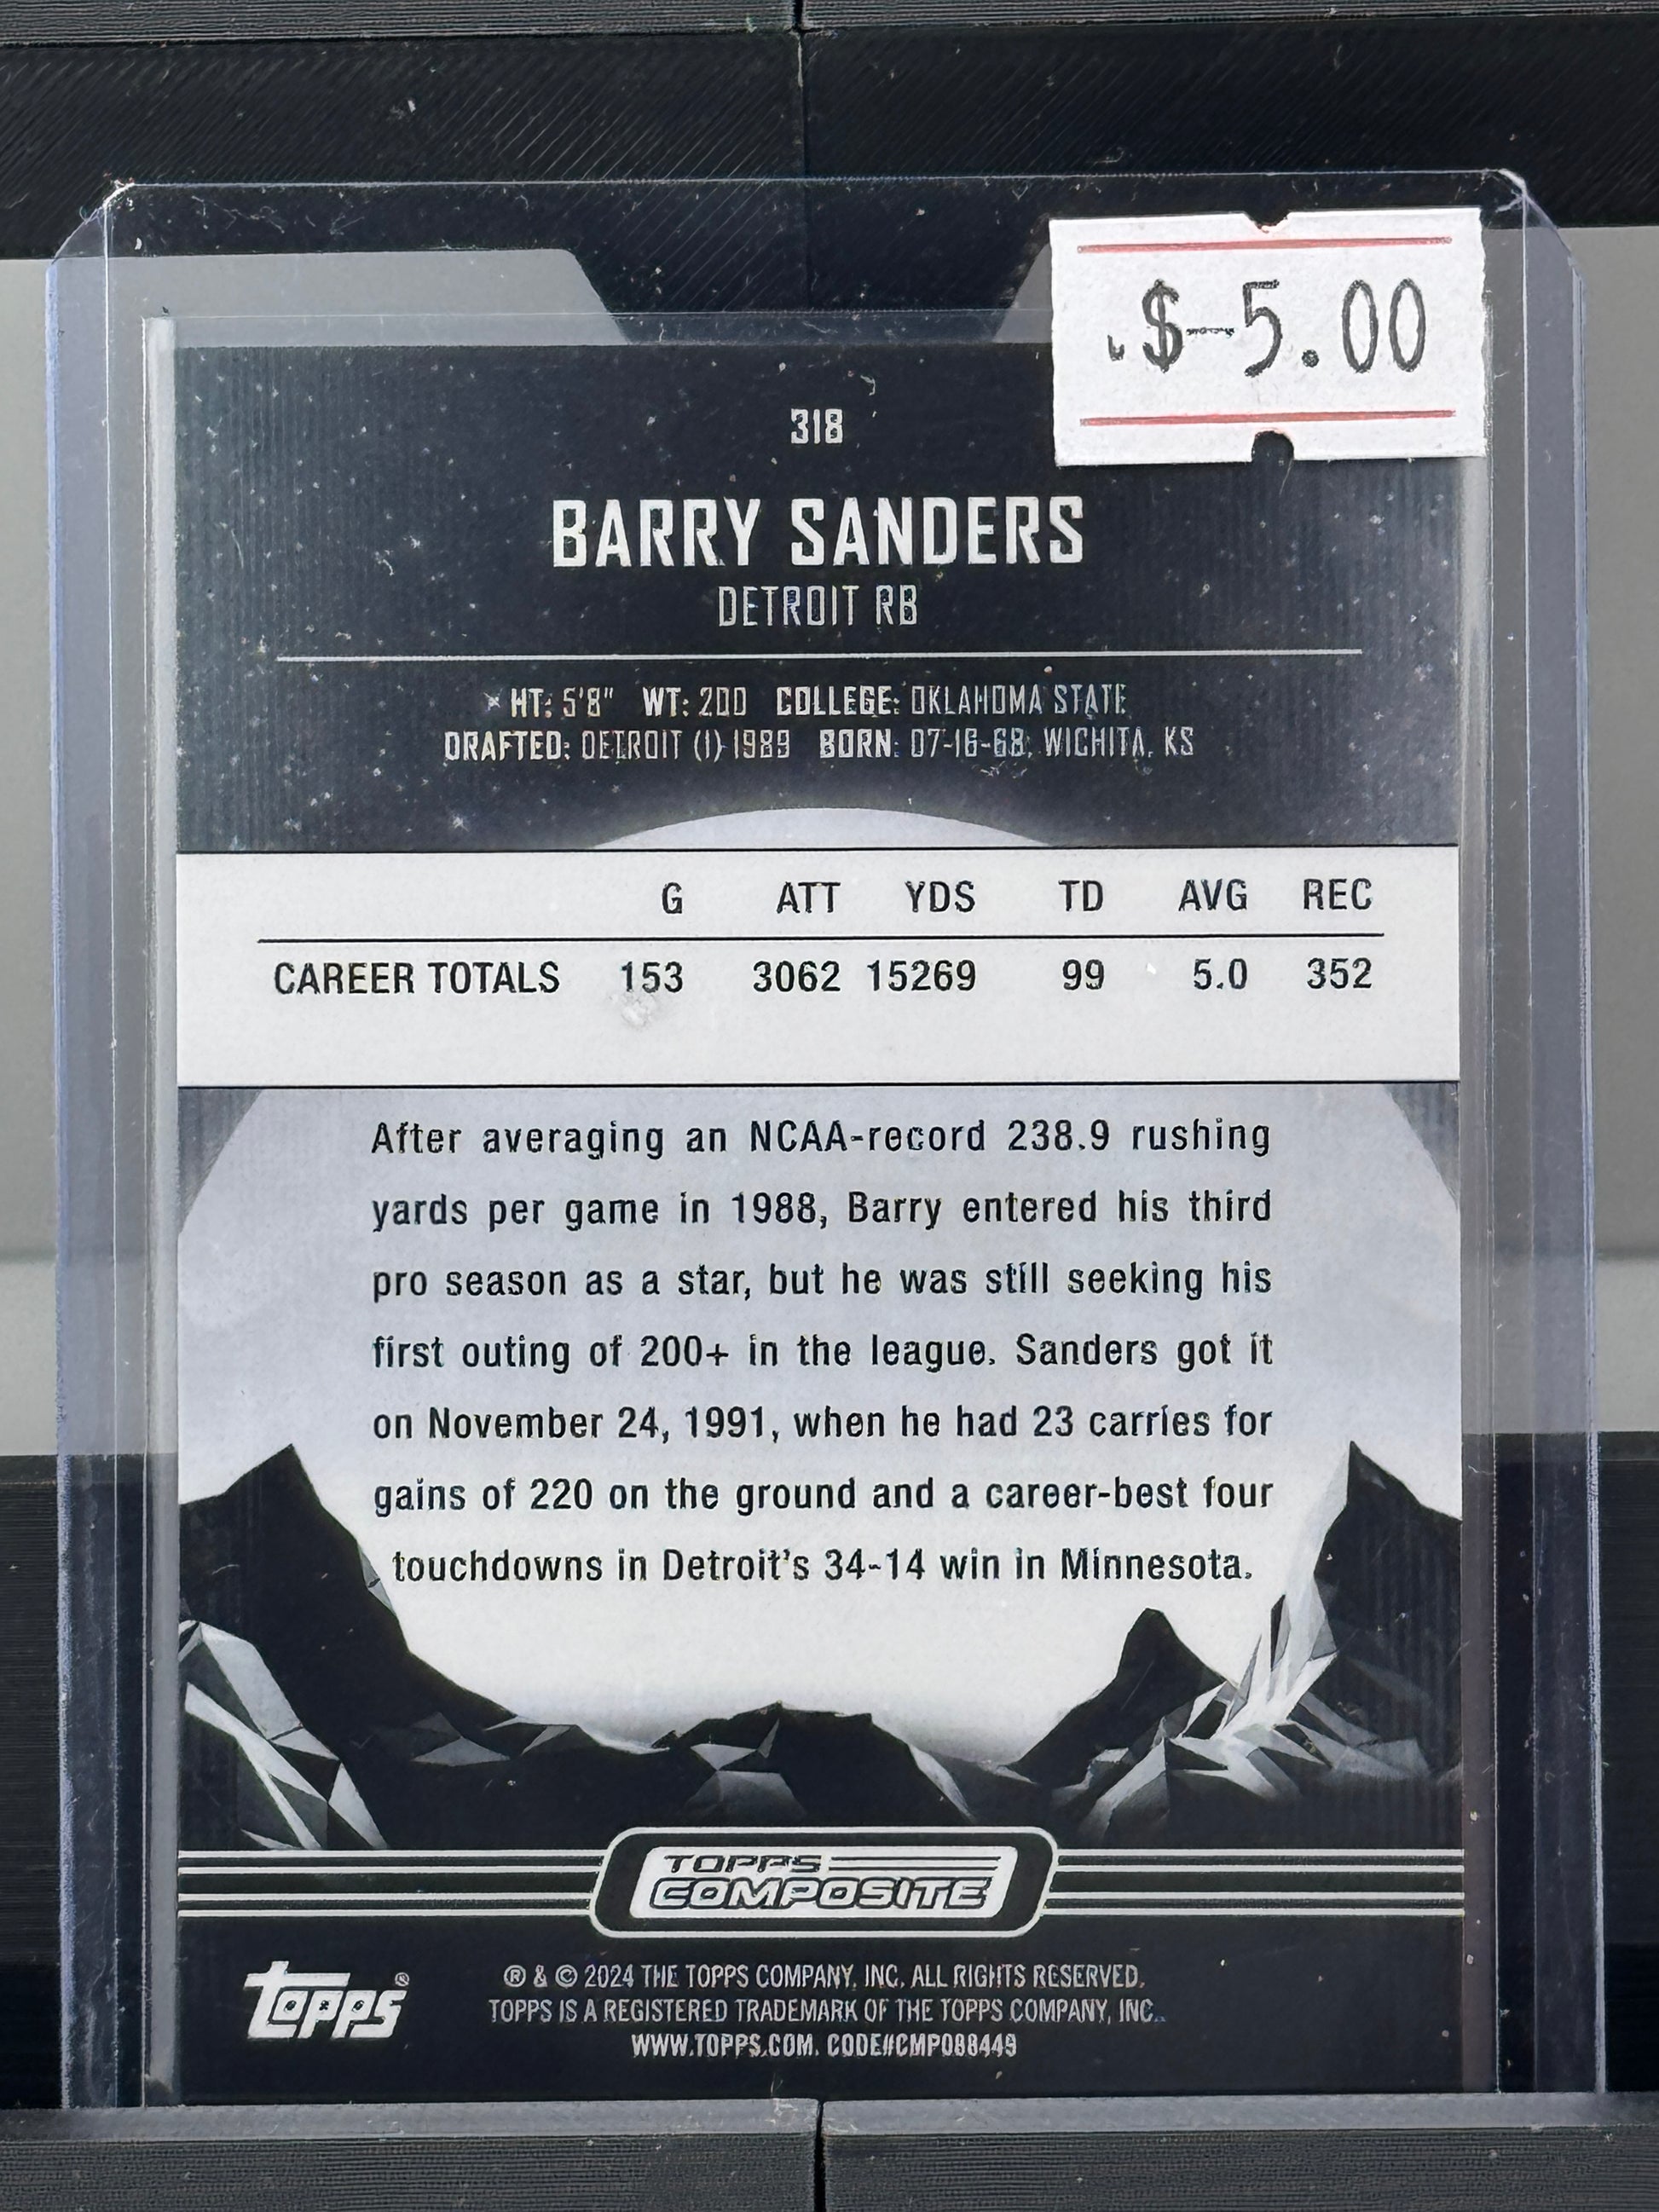 $-5.00
318
BARRY SANDERS
DETROIT RB
HT: 5'8" WT: 200 COLLEGE: OKLAHOMA STATE
DRAFTED: DETROIT (1)-1989 BORN: 07-16-68, WICHITA, KS
G ATT YDS TD AVG REC
CAREER TOTALS 153 3062 15269 99 5.0 352
After averaging an NCAA-record 238.9 rushing
yards per game in 1988, Barry entered his third
pro season as a star, but he was still seeking his
first outing of 200+ in the league. Sanders got it
on November 24, 1991, when he had 23 carries for
gains of 220 on the ground and a career-best four
touchdowns in Detroit's 34-14 win in Minnesota.
TOPPS
COMPOSITE
Topps®
® & © 2024 THE TOPPS COMPANY, INC. ALL RIGHTS RESERVED.
TOPPS IS A REGISTERED TRADEMARK OF THE TOPPS COMPANY, INC.
WWW.TOPPS.COM. CODE#CMP088449